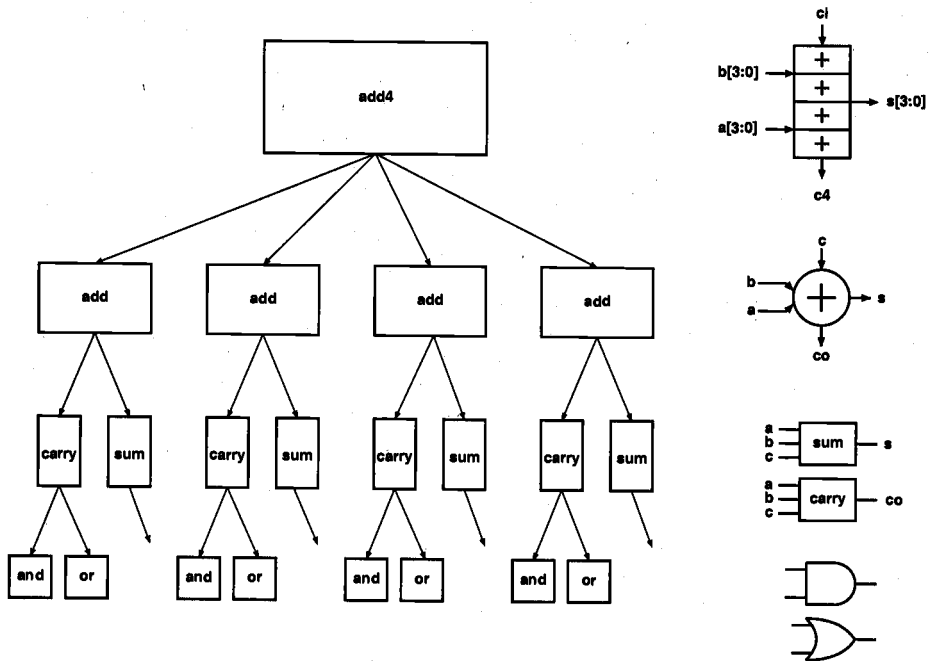 add4
add
add
add
add
carry
sum
carry
sum
carry
sum
carry
sum
and
or
and
or
and
or
and
or
ci
+
b[3:0]
+
s[3:0]
+
a[3:0]
+
c4
c
b
+
s
a
co
a
b
c
sum
s
a
b
c
carry
co